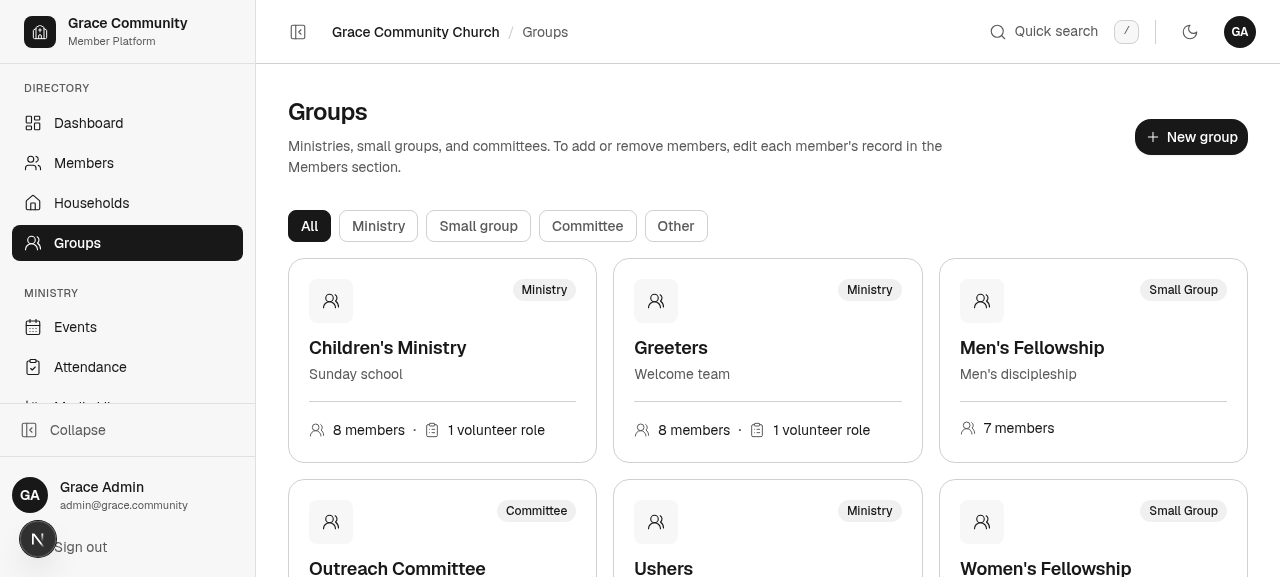 Grace Community
Member Platform
DIRECTORY
Dashboard
Members
Households
Groups
MINISTRY
Events
Attendance
Collapse
GA
Grace Admin
admin@grace.community
N
Sign out
Grace Community Church / Groups
Quick search /
GA
Groups
Ministries, small groups, and committees. To add or remove members, edit each member's record in the
Members section.
+ New group
All
Ministry
Small group
Committee
Other
Ministry
Children's Ministry
Sunday school
8 members · 1 volunteer role
Ministry
Greeters
Welcome team
8 members · 1 volunteer role
Small Group
Men's Fellowship
Men's discipleship
7 members
Committee
Outreach Committee
Ministry
Ushers
Small Group
Women's Fellowship